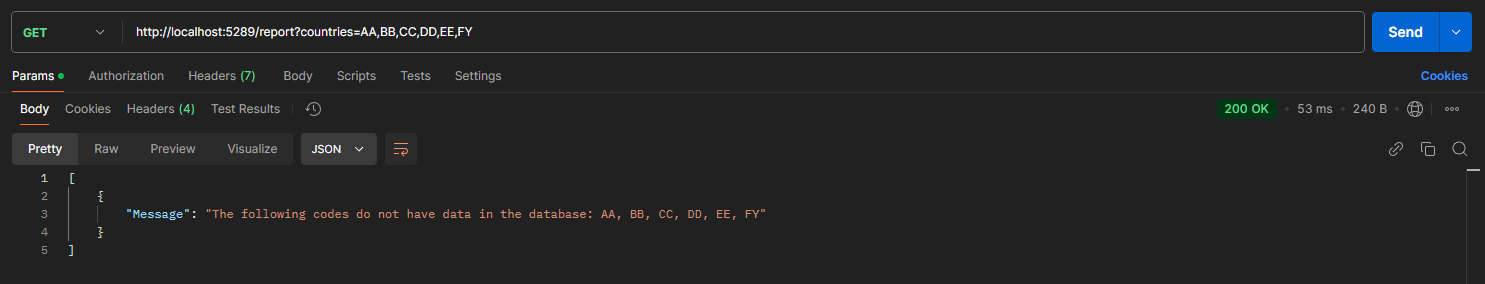 GET http://localhost:5289/report?countries=AA,BB,CC,DD,EE,FY Send
Params Authorization Headers (7) Body Scripts Tests Settings Cookies
Body Cookies Headers (4) Test Results 200 OK 53 ms 240 B
Pretty Raw Preview Visualize JSON
1 [
2 {
3 "Message": "The following codes do not have data in the database: AA, BB, CC, DD, EE, FY"
4 }
5 ]